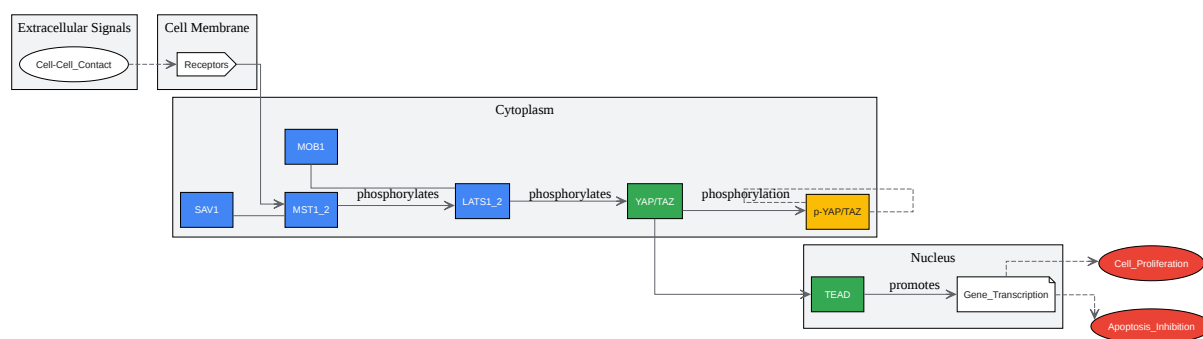 Extracellular Signals
Cell Membrane
Cell-Cell_Contact
Receptors
Cytoplasm
MOB1
SAV1
MST1_2
phosphorylates
LATS1_2
phosphorylates
YAP/TAZ
phosphorylation
p-YAP/TAZ
Nucleus
TEAD
promotes
Gene_Transcription
Cell_Proliferation
Apoptosis_Inhibition